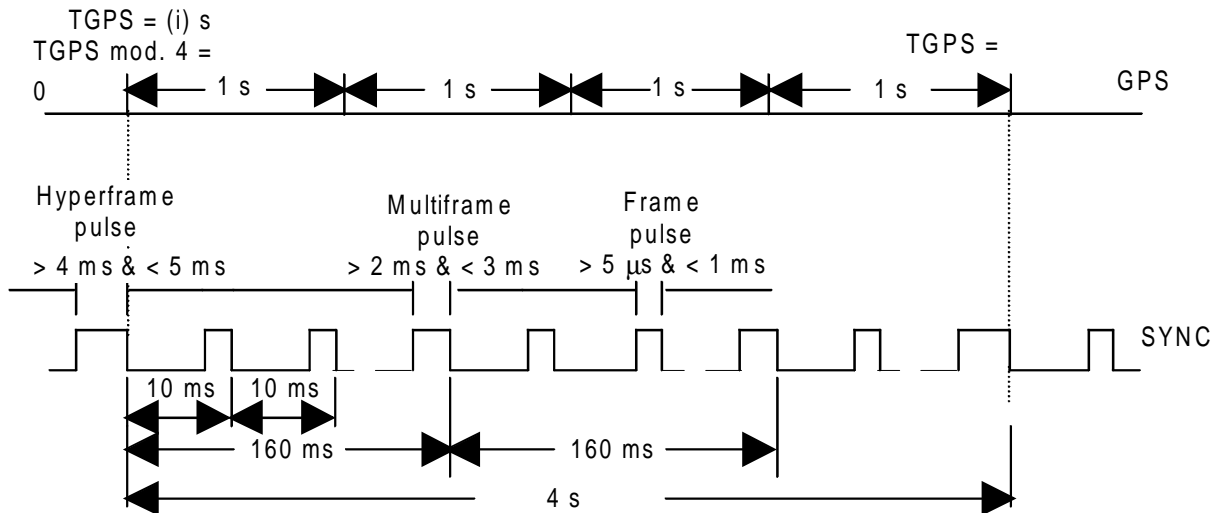 TGPS = (i) s
TGPS mod. 4 =
0
TGPS =
1 s
1 s
1 s
1 s
GPS
Hyperframe
pulse
> 4 ms & < 5 ms
Multiframe
pulse
> 2 ms & < 3 ms
Frame
pulse
> 5 μs & < 1 ms
SYNC
10 ms
10 ms
160 ms
160 ms
4 s